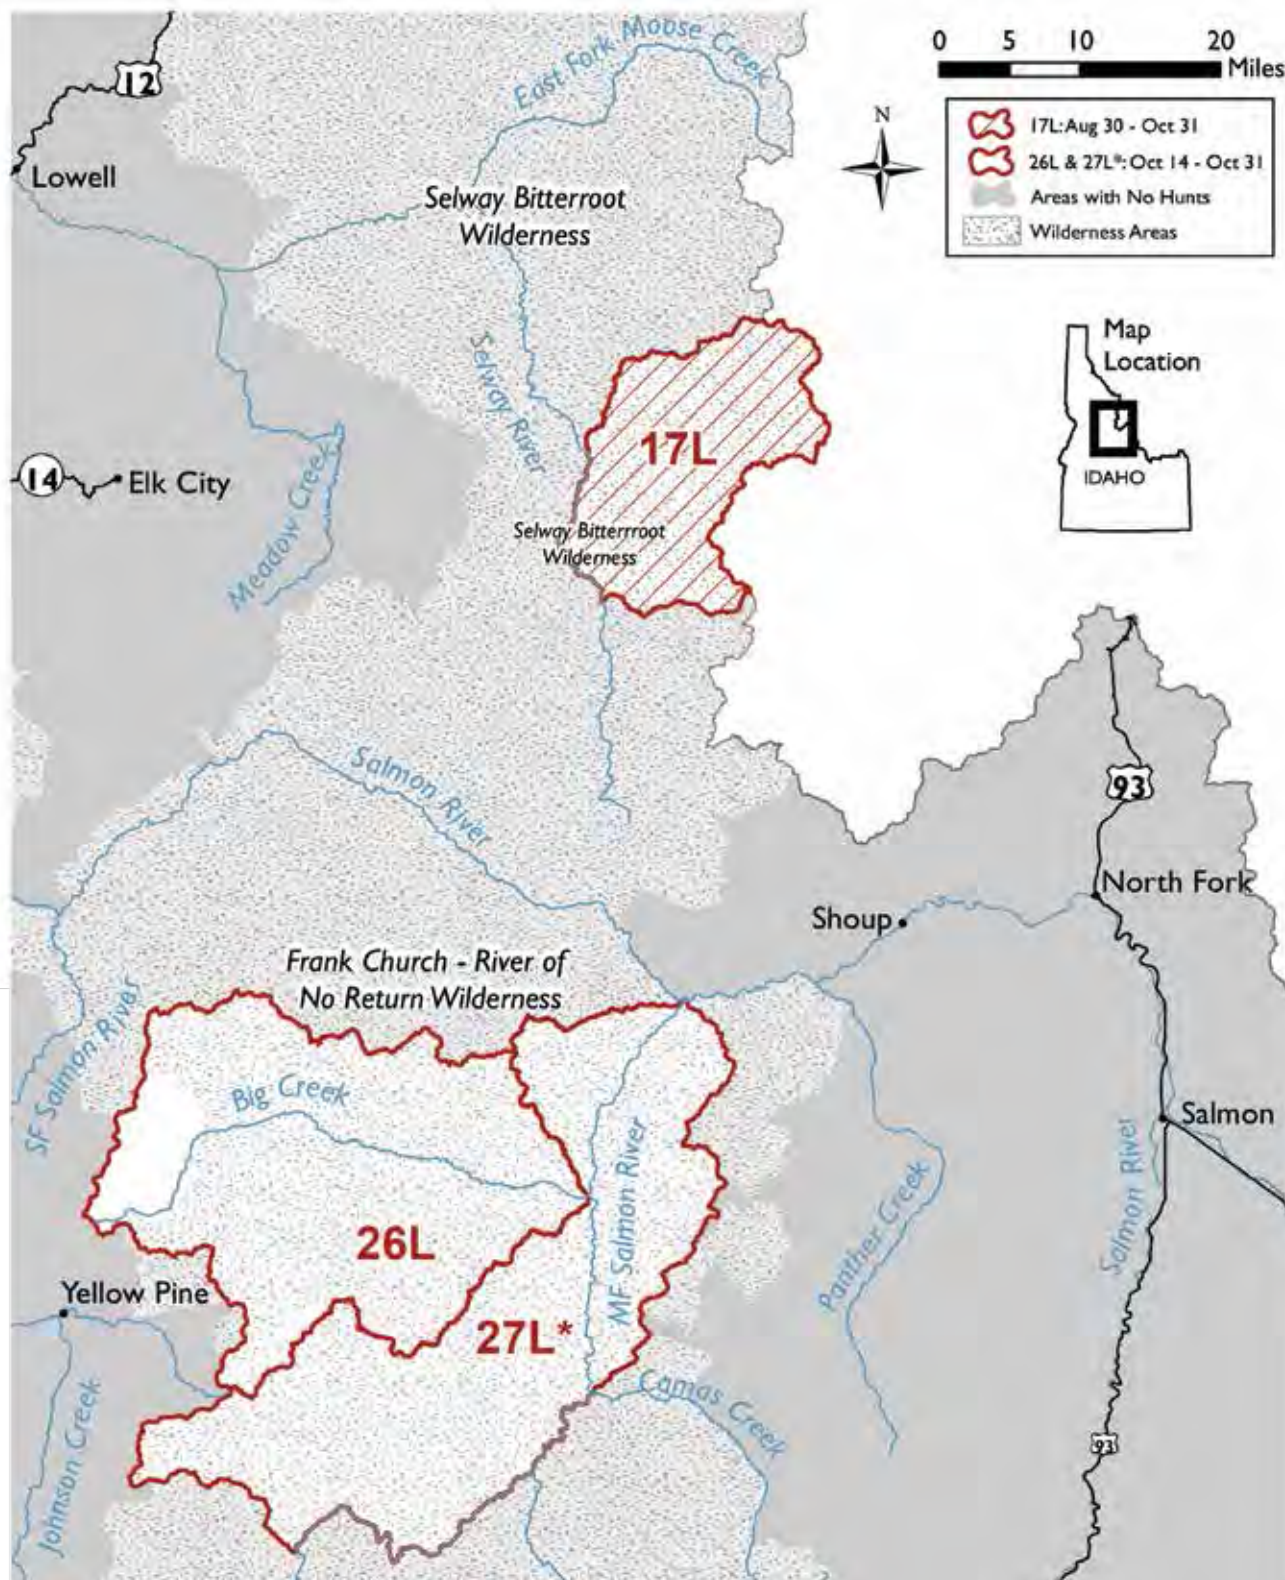 0 5 10 20
Miles
17L: Aug 30 - Oct 31
26L & 27L*: Oct 14 - Oct 31
Areas with No Hunts
Wilderness Areas
N
Map
Location
IDAHO
12
Lowell
East Fork Moose Creek
Selway Bitterroot
Wilderness
Selway River
17L
14
Elk City
Meadow Creek
Selway Bitterrroot
Wilderness
Salmon River
93
North Fork
Shoup
Frank Church - River of
No Return Wilderness
SF Salmon River
Big Creek
MF Salmon River
Salmon
Panther Creek
Salmon River
26L
Yellow Pine
27L*
Camas Creek
Johnson Creek
93